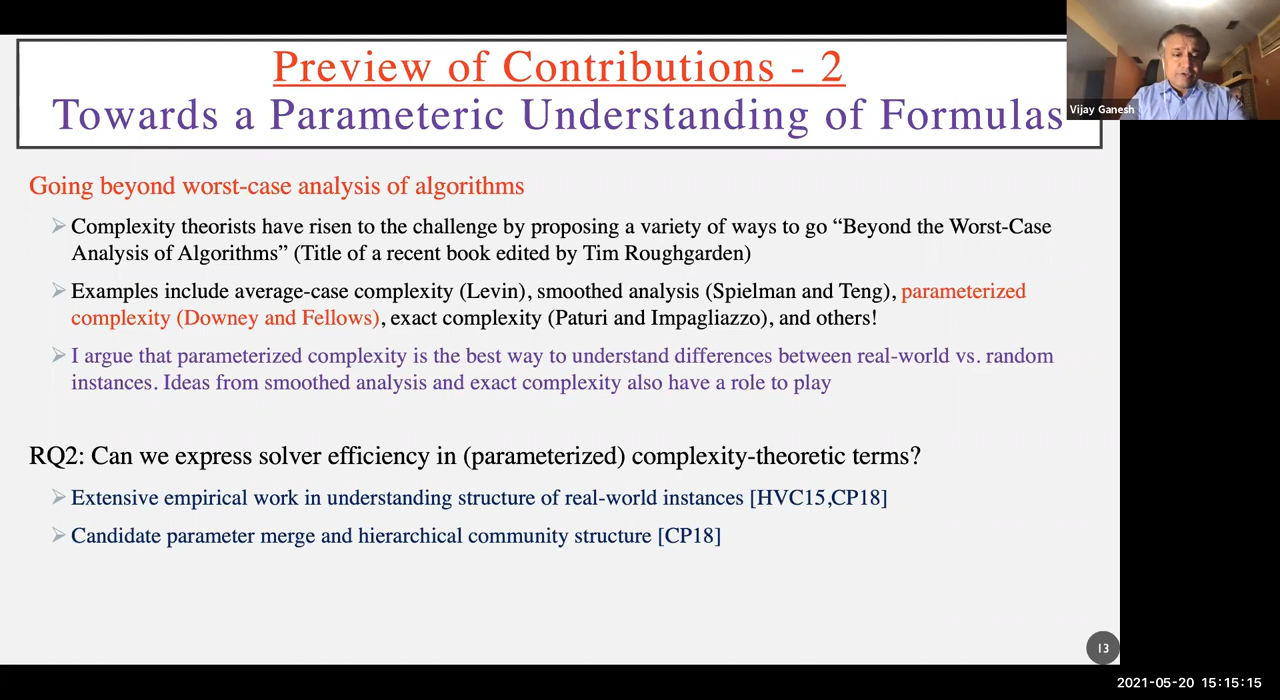 Preview of Contributions - 2
Towards a Parameteric Understanding of Formulas
Vijay Ganesh
Going beyond worst-case analysis of algorithms
Complexity theorists have risen to the challenge by proposing a variety of ways to go “Beyond the Worst-Case
Analysis of Algorithms” (Title of a recent book edited by Tim Roughgarden)
Examples include average-case complexity (Levin), smoothed analysis (Spielman and Teng), parameterized
complexity (Downey and Fellows), exact complexity (Paturi and Impagliazzo), and others!
I argue that parameterized complexity is the best way to understand differences between real-world vs. random
instances. Ideas from smoothed analysis and exact complexity also have a role to play
RQ2: Can we express solver efficiency in (parameterized) complexity-theoretic terms?
Extensive empirical work in understanding structure of real-world instances [HVC15,CP18]
Candidate parameter merge and hierarchical community structure [CP18]
13
2021-05-20 15:15:15